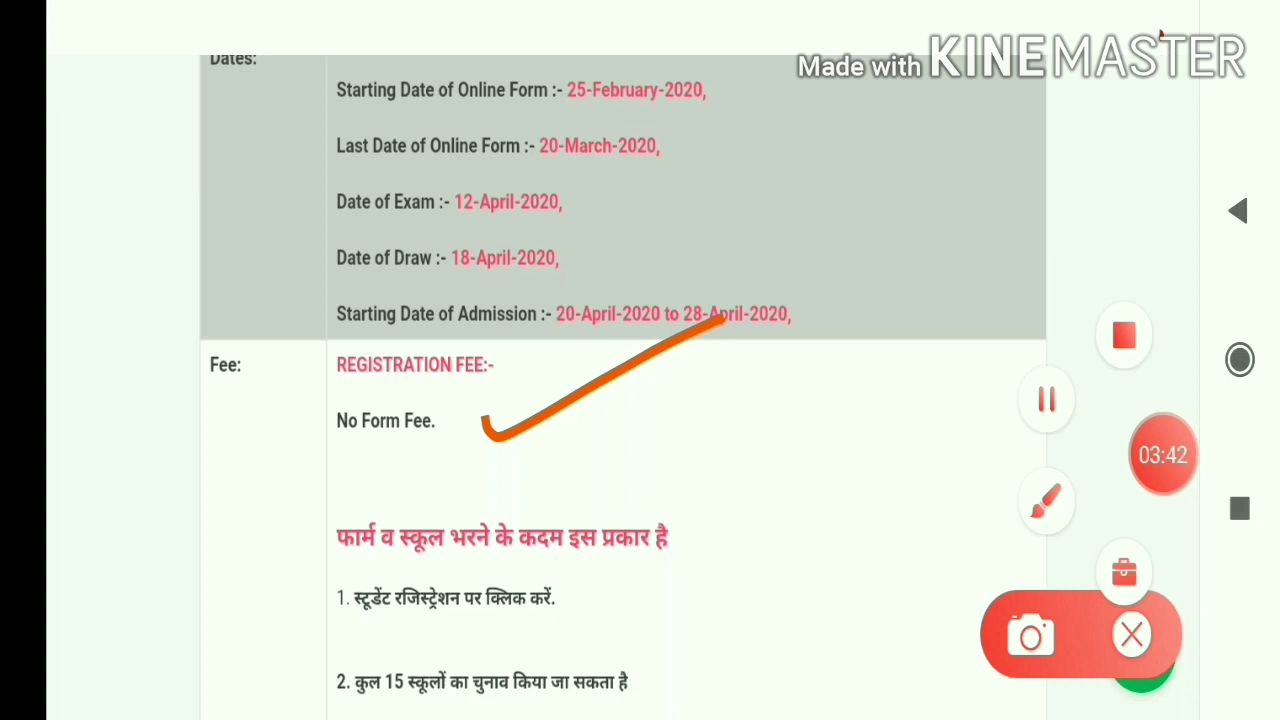 Made with KINEMASTER
Dates:
Starting Date of Online Form :- 25-February-2020,
Last Date of Online Form :- 20-March-2020,
Date of Exam :- 12-April-2020,
Date of Draw :- 18-April-2020,
Starting Date of Admission :- 20-April-2020 to 28-April-2020,
Fee:
REGISTRATION FEE:-
No Form Fee.
03:42
फार्म व स्कूल भरने के कदम इस प्रकार है
1. स्टूडेंट रजिस्ट्रेशन पर क्लिक करें.
2. कुल 15 स्कूलों का चुनाव किया जा सकता है